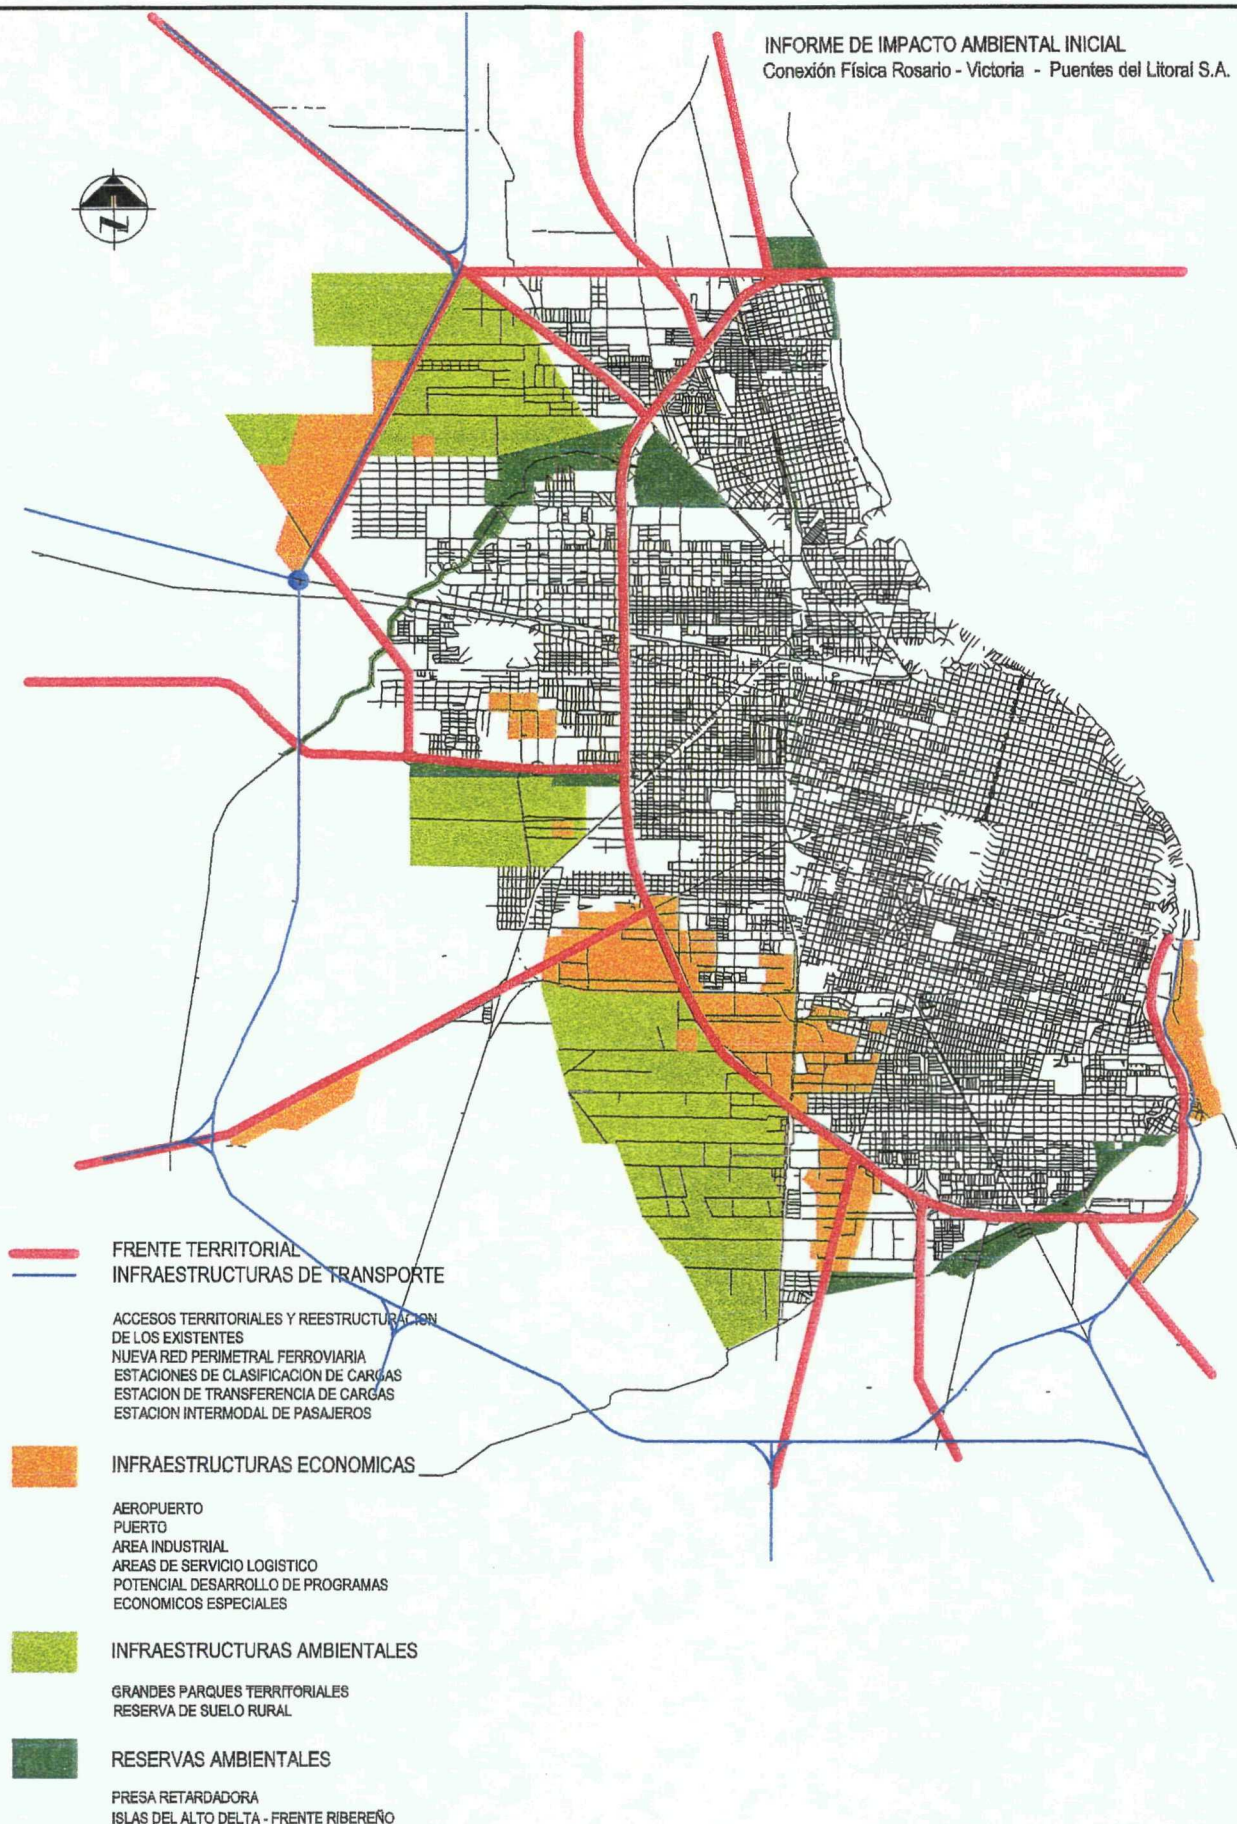 INFORME DE IMPACTO AMBIENTAL INICIAL
Conexión Física Rosario - Victoria - Puentes del Litoral S.A.
N
FRENTE TERRITORIAL
INFRAESTRUCTURAS DE TRANSPORTE
ACCESOS TERRITORIALES Y REESTRUCTURACION
DE LOS EXISTENTES
NUEVA RED PERIMETRAL FERROVIARIA
ESTACIONES DE CLASIFICACION DE CARGAS
ESTACION DE TRANSFERENCIA DE CARGAS
ESTACION INTERMODAL DE PASAJEROS
INFRAESTRUCTURAS ECONOMICAS
AEROPUERTO
PUERTO
AREA INDUSTRIAL
AREAS DE SERVICIO LOGISTICO
POTENCIAL DESARROLLO DE PROGRAMAS
ECONOMICOS ESPECIALES
INFRAESTRUCTURAS AMBIENTALES
GRANDES PARQUES TERRITORIALES
RESERVA DE SUELO RURAL
RESERVAS AMBIENTALES
PRESA RETARDADORA
ISLAS DEL ALTO DELTA - FRENTE RIBEREÑO